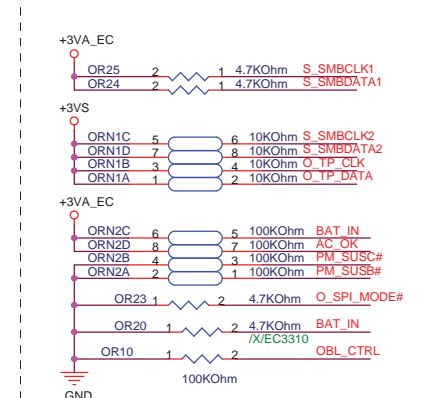 +3VA_EC
OR25 2 1 4.7KOhm S_SMBCLK1
OR24 2 1 4.7KOhm S_SMBDATA1
+3VS
ORN1C 5 6 10KOhm S_SMBCLK2
ORN1D 7 8 10KOhm S_SMBDATA2
ORN1B 3 4 10KOhm O_TP_CLK
ORN1A 1 2 10KOhm O_TP_DATA
+3VA_EC
ORN2C 6 5 100KOhm BAT_IN
ORN2D 8 7 100KOhm AC_OK
ORN2B 4 3 100KOhm PM_SUSC#
ORN2A 2 1 100KOhm PM_SUSB#
OR23 1 2 4.7KOhm O_SPI_MODE#
OR20 1 2 4.7KOhm BAT_IN
/X/EC3310
OR10 1 2 OBL_CTRL
100KOhm
GND